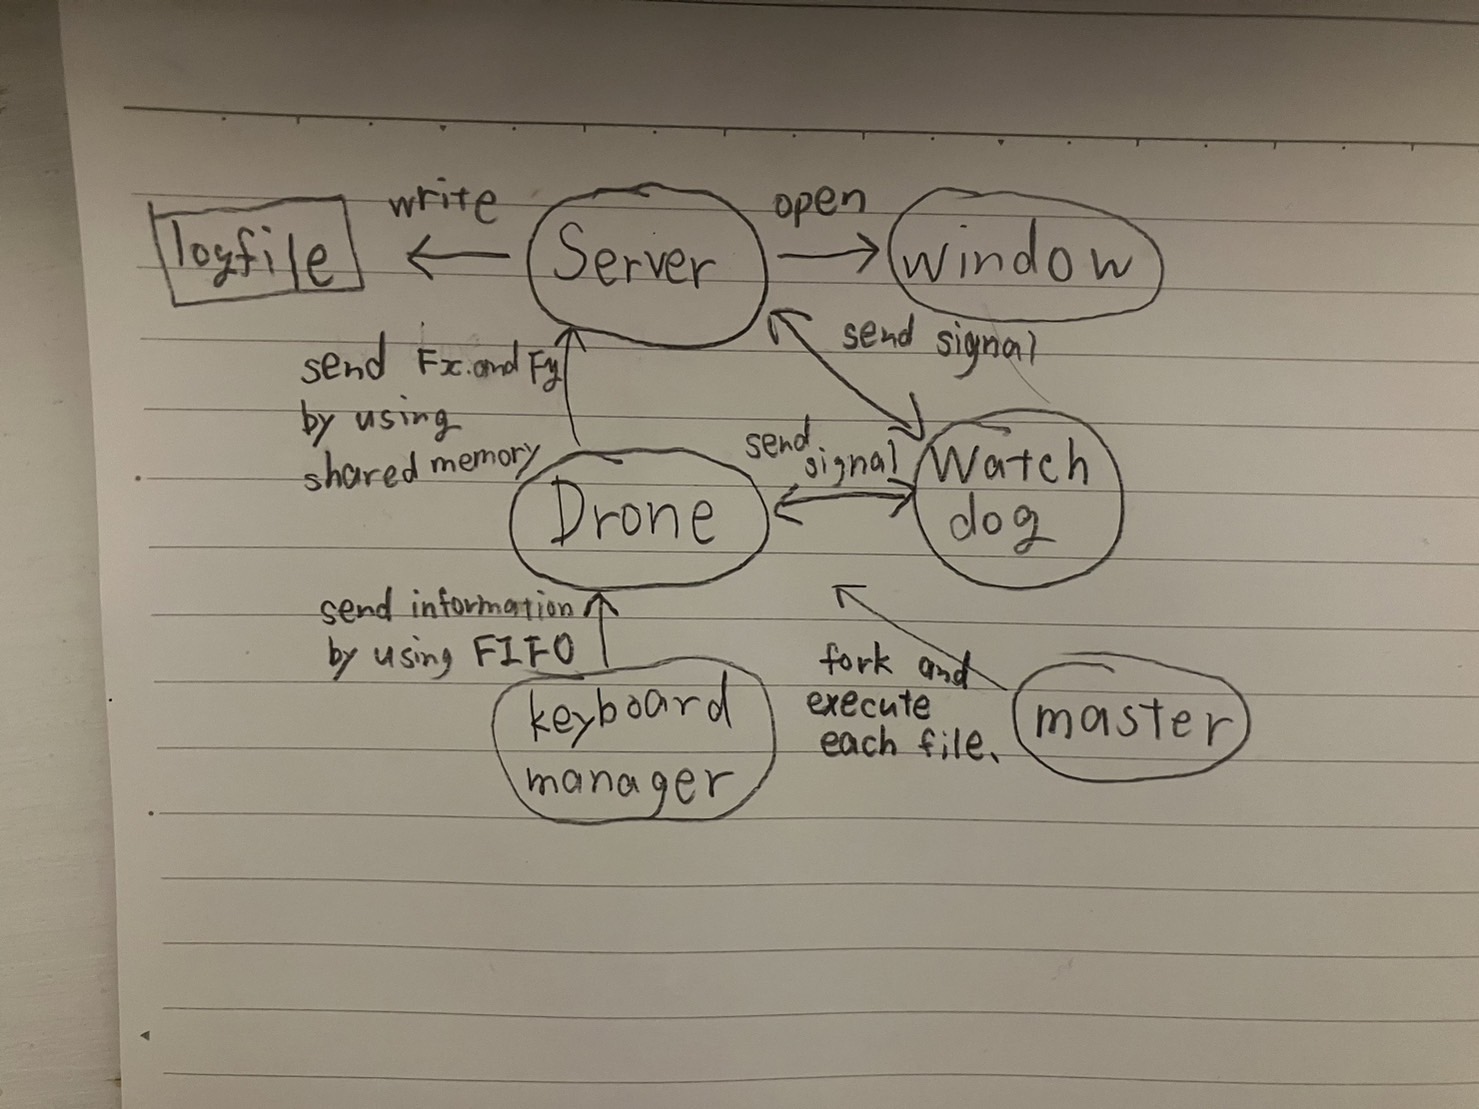 write
open
logfile
Server
window
send signal
send Fx.and Fy
by using
shared memory
send
signal
Watch
dog
Drone
send information
by using FIFO
fork and
execute
each file.
keyboard
manager
master